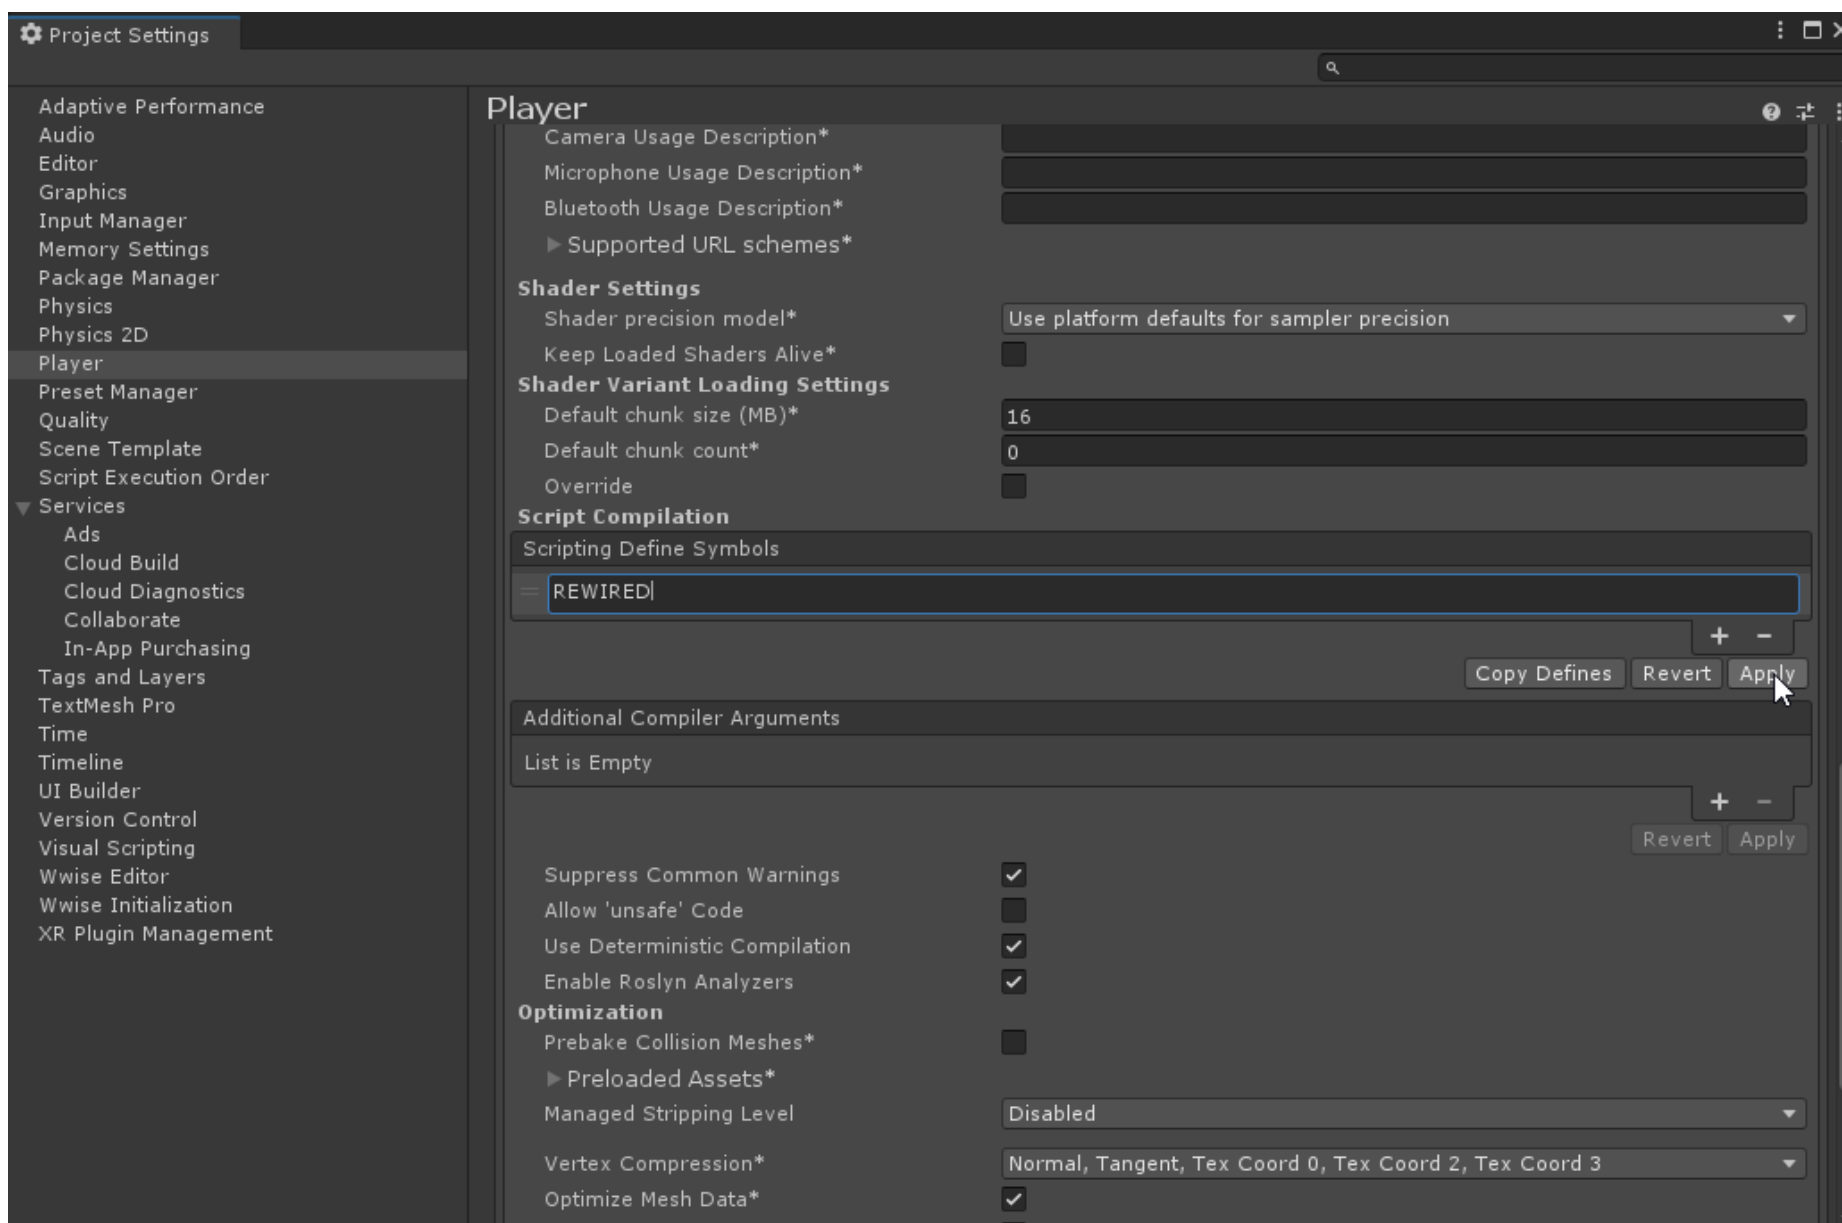 Project Settings
Adaptive Performance
Audio
Editor
Graphics
Input Manager
Memory Settings
Package Manager
Physics
Physics 2D
Player
Preset Manager
Quality
Scene Template
Script Execution Order
Services
Ads
Cloud Build
Cloud Diagnostics
Collaborate
In-App Purchasing
Tags and Layers
TextMesh Pro
Time
Timeline
UI Builder
Version Control
Visual Scripting
Wwise Editor
Wwise Initialization
XR Plugin Management
Player
Camera Usage Description*
Microphone Usage Description*
Bluetooth Usage Description*
Supported URL schemes*
Shader Settings
Shader precision model* Use platform defaults for sampler precision
Keep Loaded Shaders Alive*
Shader Variant Loading Settings
Default chunk size (MB)* 16
Default chunk count* 0
Override
Script Compilation
Scripting Define Symbols
REWIRED
+ −
Copy Defines Revert Apply
Additional Compiler Arguments
List is Empty
+ −
Revert Apply
Suppress Common Warnings
Allow 'unsafe' Code
Use Deterministic Compilation
Enable Roslyn Analyzers
Optimization
Prebake Collision Meshes*
Preloaded Assets*
Managed Stripping Level Disabled
Vertex Compression* Normal, Tangent, Tex Coord 0, Tex Coord 2, Tex Coord 3
Optimize Mesh Data*